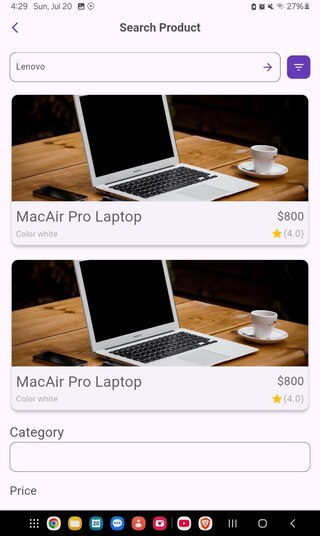 4:29 Sun, Jul 20 27%
Search Product
Lenovo
MacAir Pro Laptop $800
Color white (4.0)
MacAir Pro Laptop $800
Color white (4.0)
Category
Price